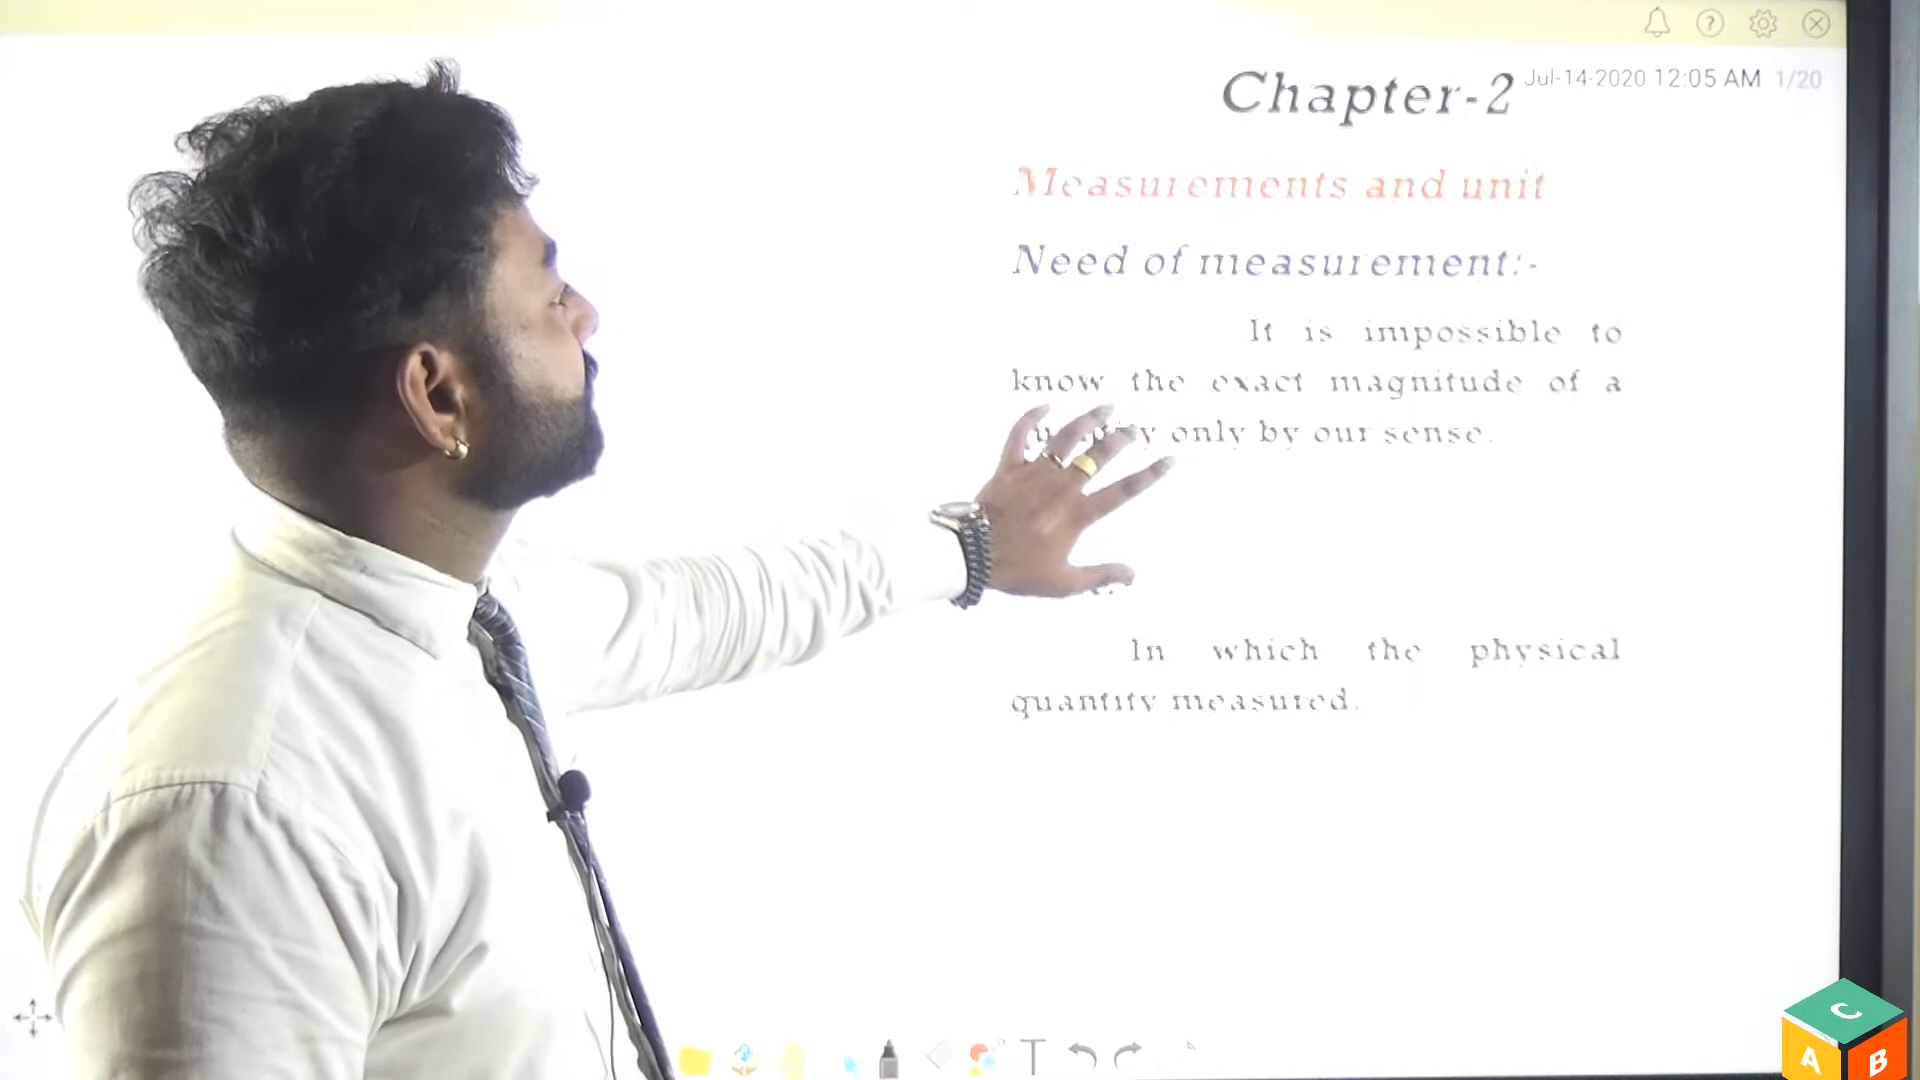 Chapter-2
Jul-14-2020 12:05 AM 1/20
Measurements and unit
Need of measurement:-
It is impossible to
know the exact magnitude of a
only by our sense.
In which the physical
quantity measured.
C
A B